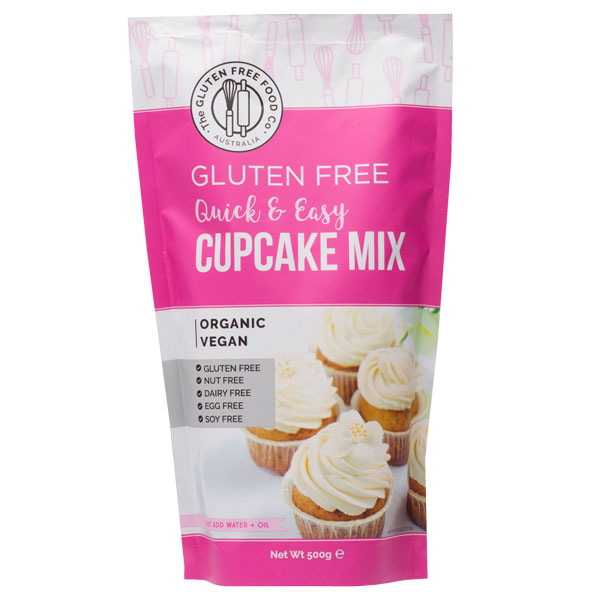 The GLUTEN FREE FOOD Co.
AUSTRALIA
GLUTEN FREE
Quick & Easy
CUPCAKE MIX
ORGANIC
VEGAN
GLUTEN FREE
NUT FREE
DAIRY FREE
EGG FREE
SOY FREE
ADD WATER + OIL
Net Wt 500g ℮